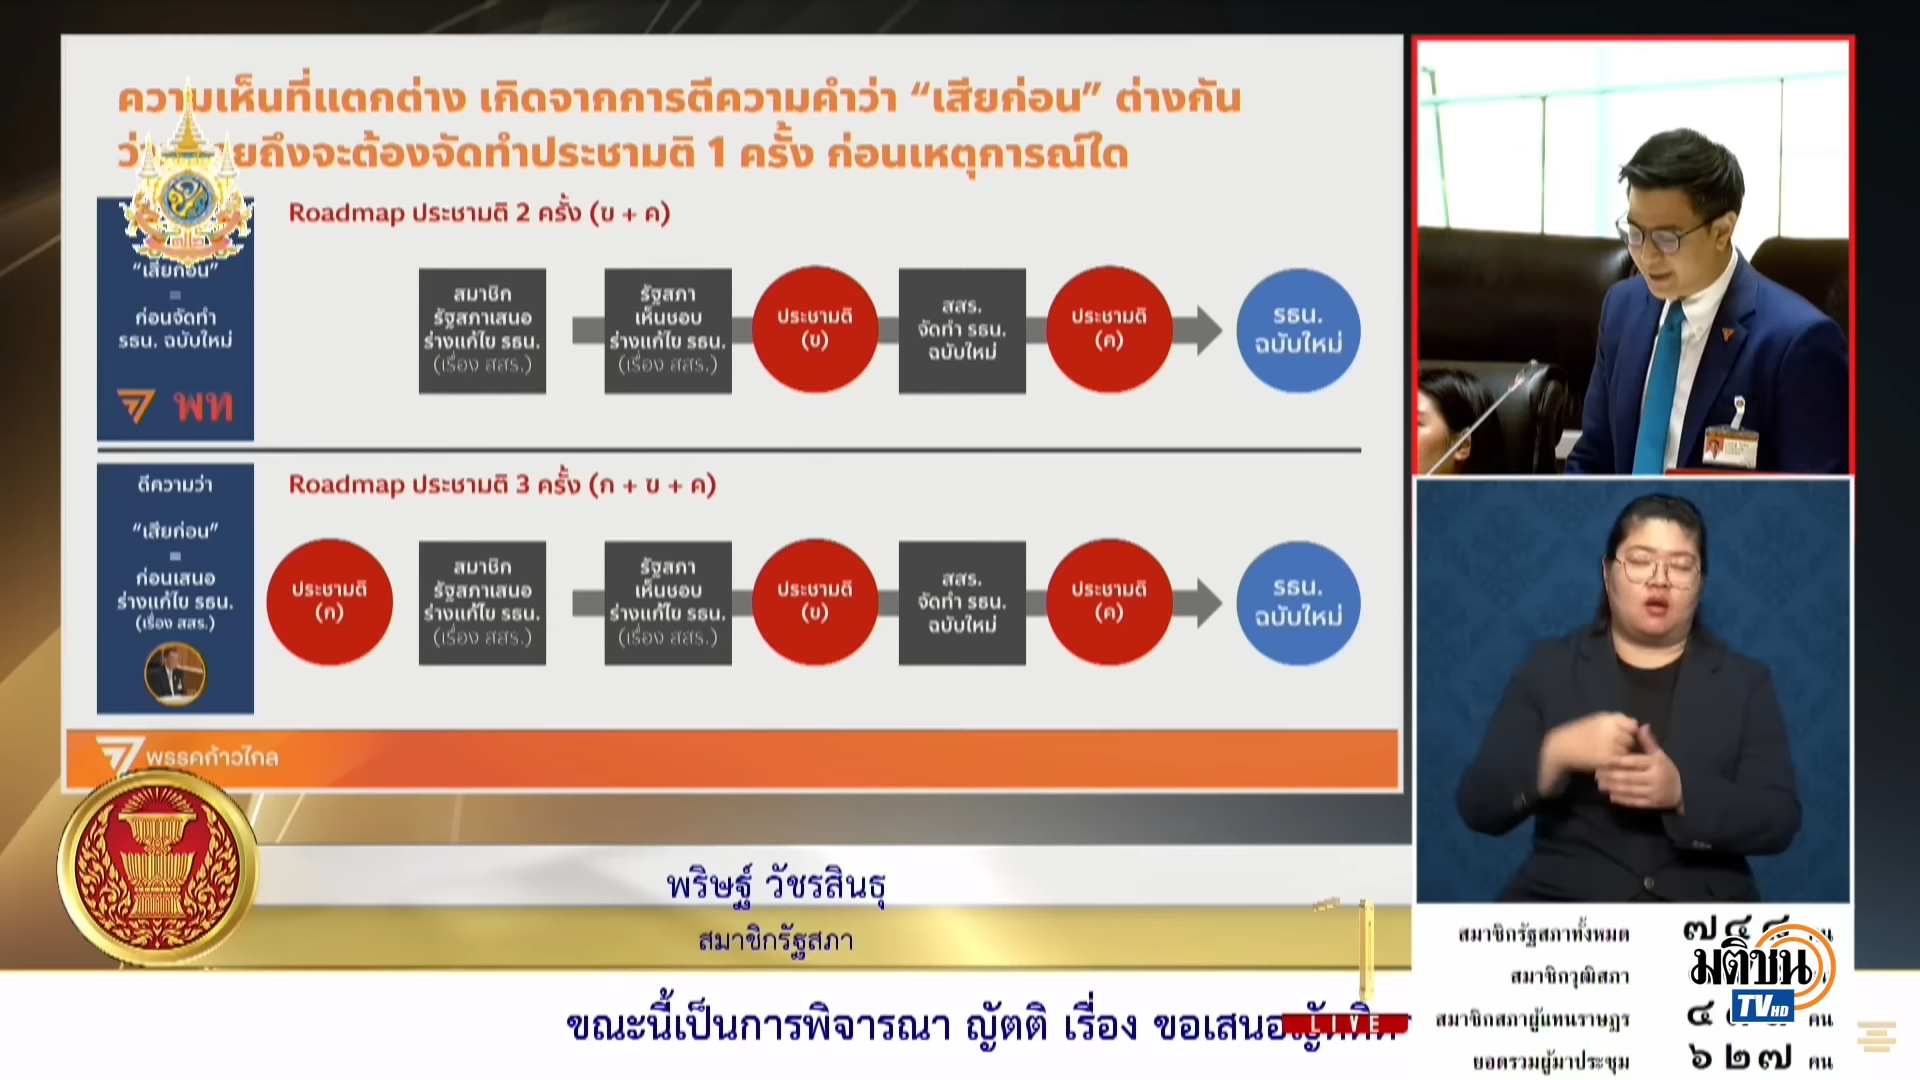 ความเห็นที่แตกต่าง เกิดจากการตีความคำว่า “เสียก่อน” ต่างกัน
ยถึงจะต้องจัดทำประชามติ 1 ครั้ง ก่อนเหตุการณ์ใด
Roadmap ประชามติ 2 ครั้ง (ข + ค)
“เสียก่อน”
=
ก่อนจัดทำ
รธน. ฉบับใหม่
พท
สมาชิก
รัฐสภาเสนอ
ร่างแก้ไข รธน.
(เรื่อง สสร.)
รัฐสภา
เห็นชอบ
ร่างแก้ไข รธน.
(เรื่อง สสร.)
ประชามติ
(ข)
สสร.
จัดทำ รธน.
ฉบับใหม่
ประชามติ
(ค)
รธน.
ฉบับใหม่
ตีความว่า
“เสียก่อน”
=
ก่อนเสนอ
ร่างแก้ไข รธน.
(เรื่อง สสร.)
Roadmap ประชามติ 3 ครั้ง (ก + ข + ค)
ประชามติ
(ก)
สมาชิก
รัฐสภาเสนอ
ร่างแก้ไข รธน.
(เรื่อง สสร.)
รัฐสภา
เห็นชอบ
ร่างแก้ไข รธน.
(เรื่อง สสร.)
ประชามติ
(ข)
สสร.
จัดทำ รธน.
ฉบับใหม่
ประชามติ
(ค)
รธน.
ฉบับใหม่
พรรคก้าวไกล
พริษฐ์ วัชรสินธุ
สมาชิกรัฐสภา
ขณะนี้เป็นการพิจารณา ญัตติ เรื่อง ขอเสนอญัตติ
LIVE
สมาชิกรัฐสภาทั้งหมด
สมาชิกวุฒิสภา
สมาชิกสภาผู้แทนราษฎร คน
ยอดรวมผู้มาประชุม ๖๒๗ คน
มติชน
TV HD